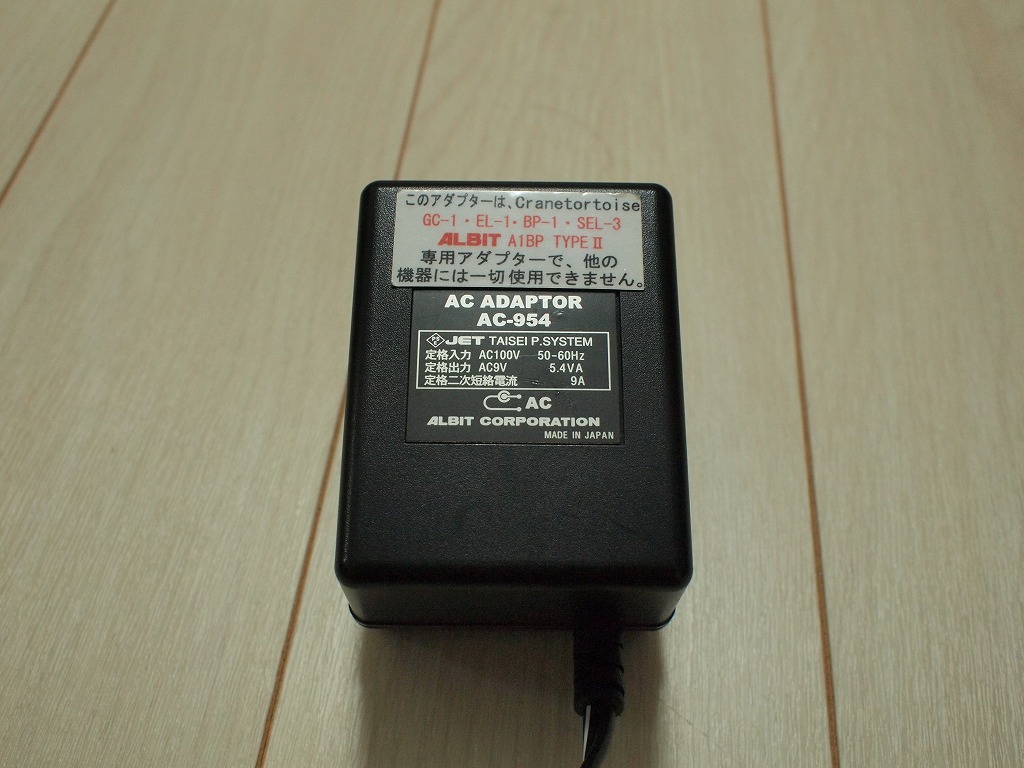 このアダプターは、Cranetortoise
GC-1・EL-1・BP-1・SEL-3
ALBIT A1BP TYPE Ⅱ
専用アダプターで、他の
機器には一切使用できません。
AC ADAPTOR
AC-954
JET TAISEI P.SYSTEM
定格入力 AC100V 50-60Hz
定格出力 AC9V 5.4VA
定格二次短絡電流 9A
AC
ALBIT CORPORATION
MADE IN JAPAN